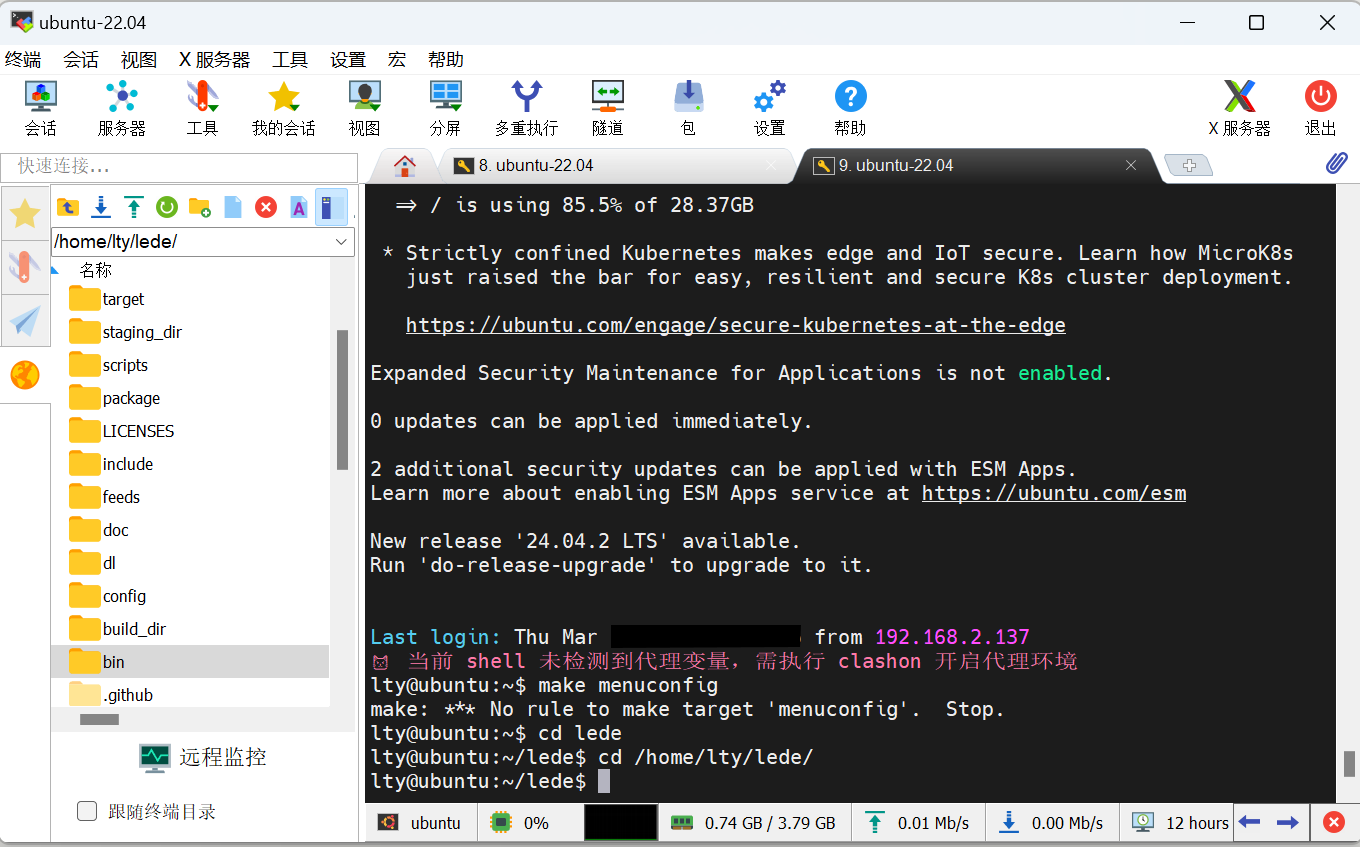 ubuntu-22.04
终端 会话 视图 X 服务器 工具 设置 宏 帮助
会话 服务器 工具 我的会话 视图 分屏 多重执行 隧道 包 设置 帮助 X 服务器 退出
快速连接...
8. ubuntu-22.04
9. ubuntu-22.04
/home/lty/lede/
名称
target
staging_dir
scripts
package
LICENSES
include
feeds
doc
dl
config
build_dir
bin
.github
远程监控
跟随终端目录
=> / is using 85.5% of 28.37GB
* Strictly confined Kubernetes makes edge and IoT secure. Learn how MicroK8s
just raised the bar for easy, resilient and secure K8s cluster deployment.
https://ubuntu.com/engage/secure-kubernetes-at-the-edge
Expanded Security Maintenance for Applications is not enabled.
0 updates can be applied immediately.
2 additional security updates can be applied with ESM Apps.
Learn more about enabling ESM Apps service at https://ubuntu.com/esm
New release '24.04.2 LTS' available.
Run 'do-release-upgrade' to upgrade to it.
Last login: Thu Mar from 192.168.2.137
😼 当前 shell 未检测到代理变量，需执行 clashon 开启代理环境
lty@ubuntu:~$ make menuconfig
make: *** No rule to make target 'menuconfig'.  Stop.
lty@ubuntu:~$ cd lede
lty@ubuntu:~/lede$ cd /home/lty/lede/
lty@ubuntu:~/lede$
ubuntu 0% 0.74 GB / 3.79 GB 0.01 Mb/s 0.00 Mb/s 12 hours